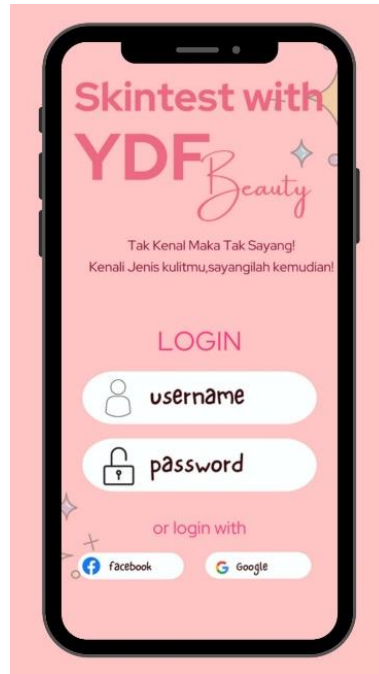 Skintest with
YDF Beauty
Tak Kenal Maka Tak Sayang!
Kenali Jenis kulitmu,sayangilah kemudian!
LOGIN
username
password
or login with
facebook
Google